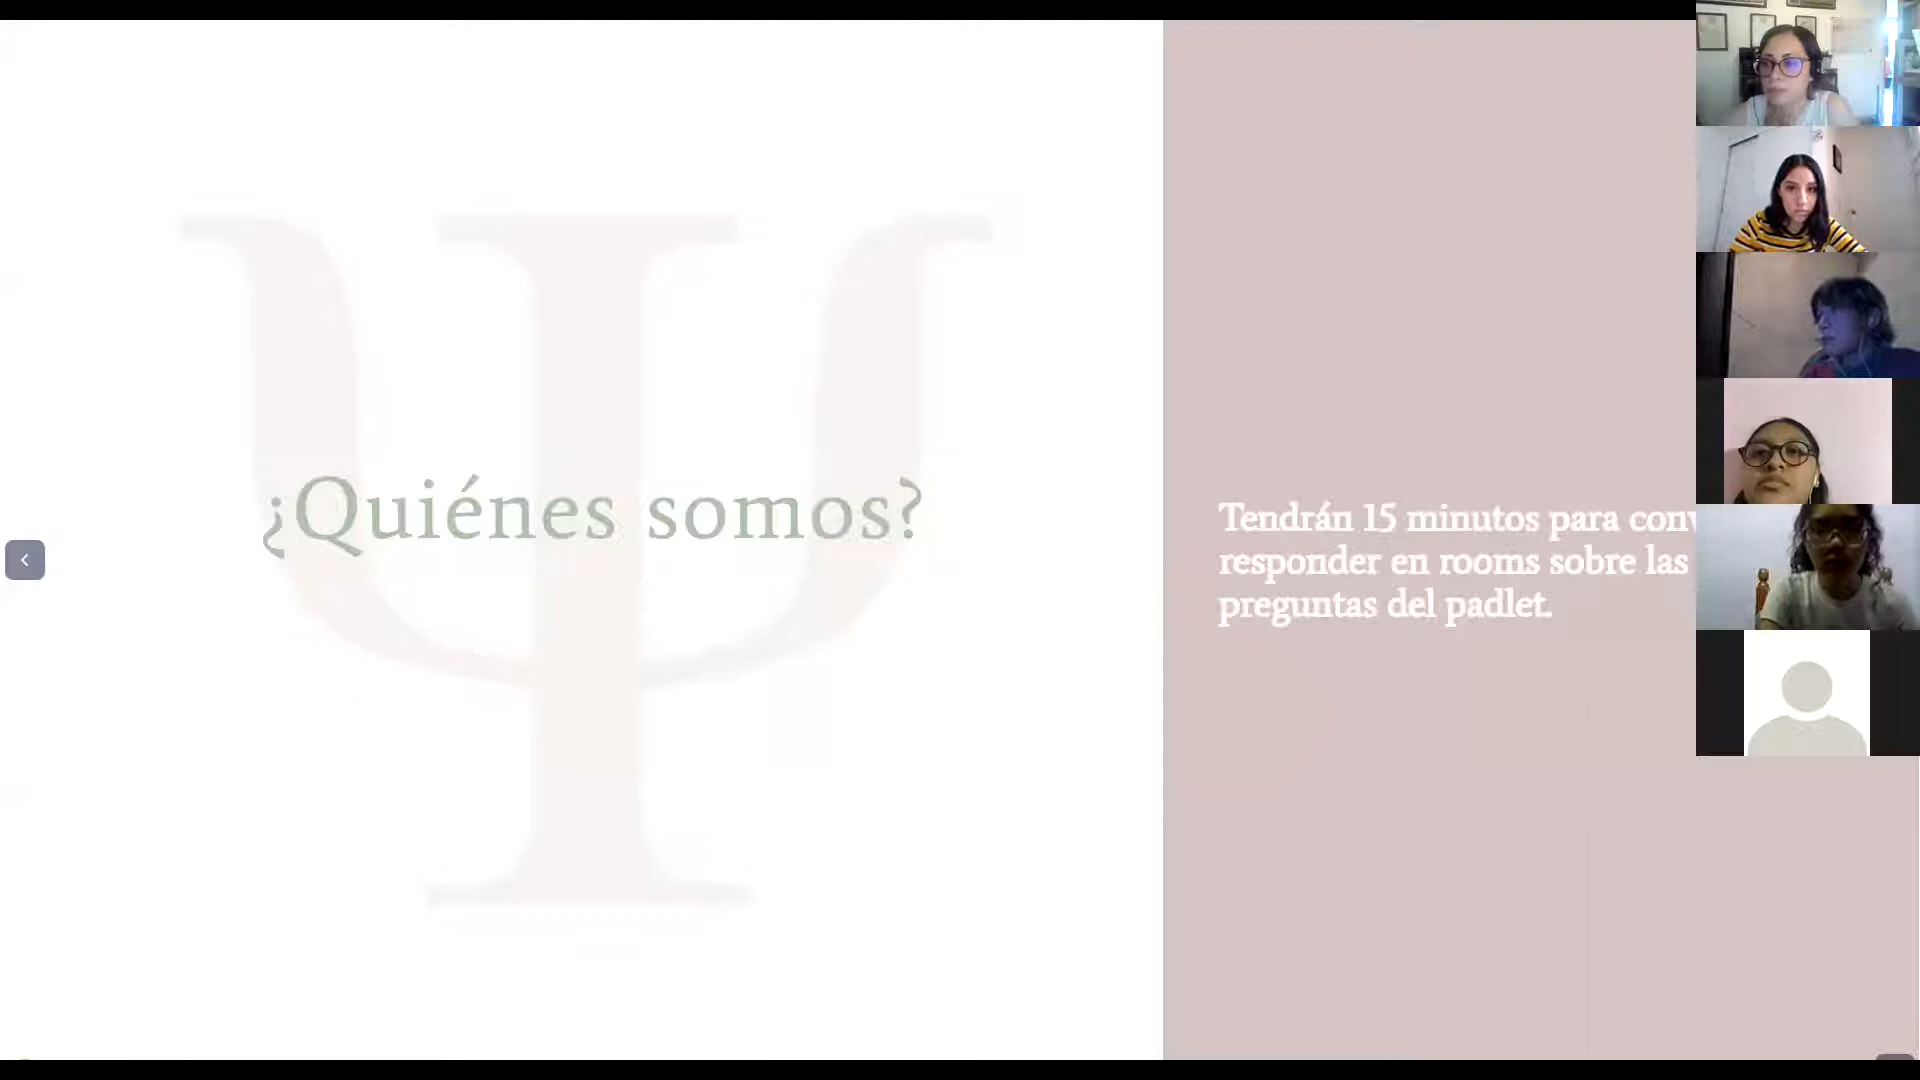 ¿Quiénes somos?
Tendrán 15 minutos para
responder en rooms sobre las
preguntas del padlet.